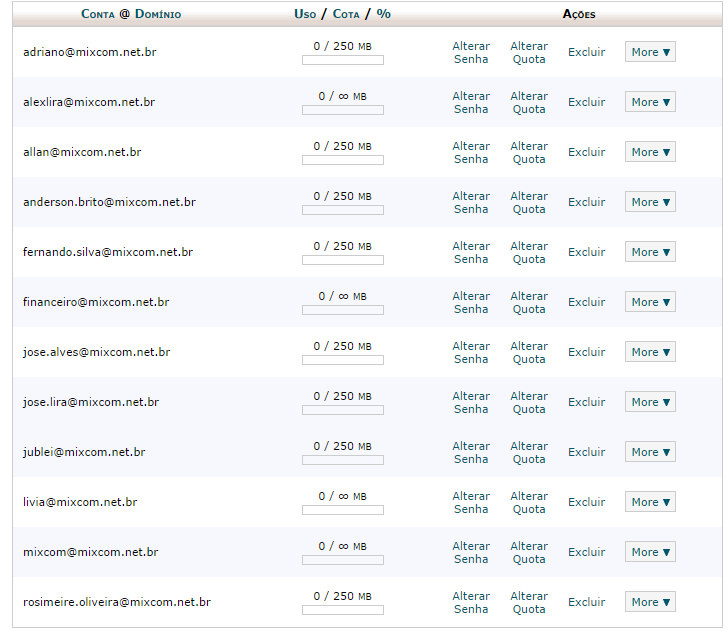 Conta @ Domínio Uso / Cota / % Ações
adriano@mixcom.net.br 0 / 250 MB Alterar Senha Alterar Quota Excluir More ▼
alexlira@mixcom.net.br 0 / ∞ MB Alterar Senha Alterar Quota Excluir More ▼
allan@mixcom.net.br 0 / 250 MB Alterar Senha Alterar Quota Excluir More ▼
anderson.brito@mixcom.net.br 0 / 250 MB Alterar Senha Alterar Quota Excluir More ▼
fernando.silva@mixcom.net.br 0 / 250 MB Alterar Senha Alterar Quota Excluir More ▼
financeiro@mixcom.net.br 0 / ∞ MB Alterar Senha Alterar Quota Excluir More ▼
jose.alves@mixcom.net.br 0 / 250 MB Alterar Senha Alterar Quota Excluir More ▼
jose.lira@mixcom.net.br 0 / 250 MB Alterar Senha Alterar Quota Excluir More ▼
jublei@mixcom.net.br 0 / 250 MB Alterar Senha Alterar Quota Excluir More ▼
livia@mixcom.net.br 0 / ∞ MB Alterar Senha Alterar Quota Excluir More ▼
mixcom@mixcom.net.br 0 / ∞ MB Alterar Senha Alterar Quota Excluir More ▼
rosimeire.oliveira@mixcom.net.br 0 / 250 MB Alterar Senha Alterar Quota Excluir More ▼